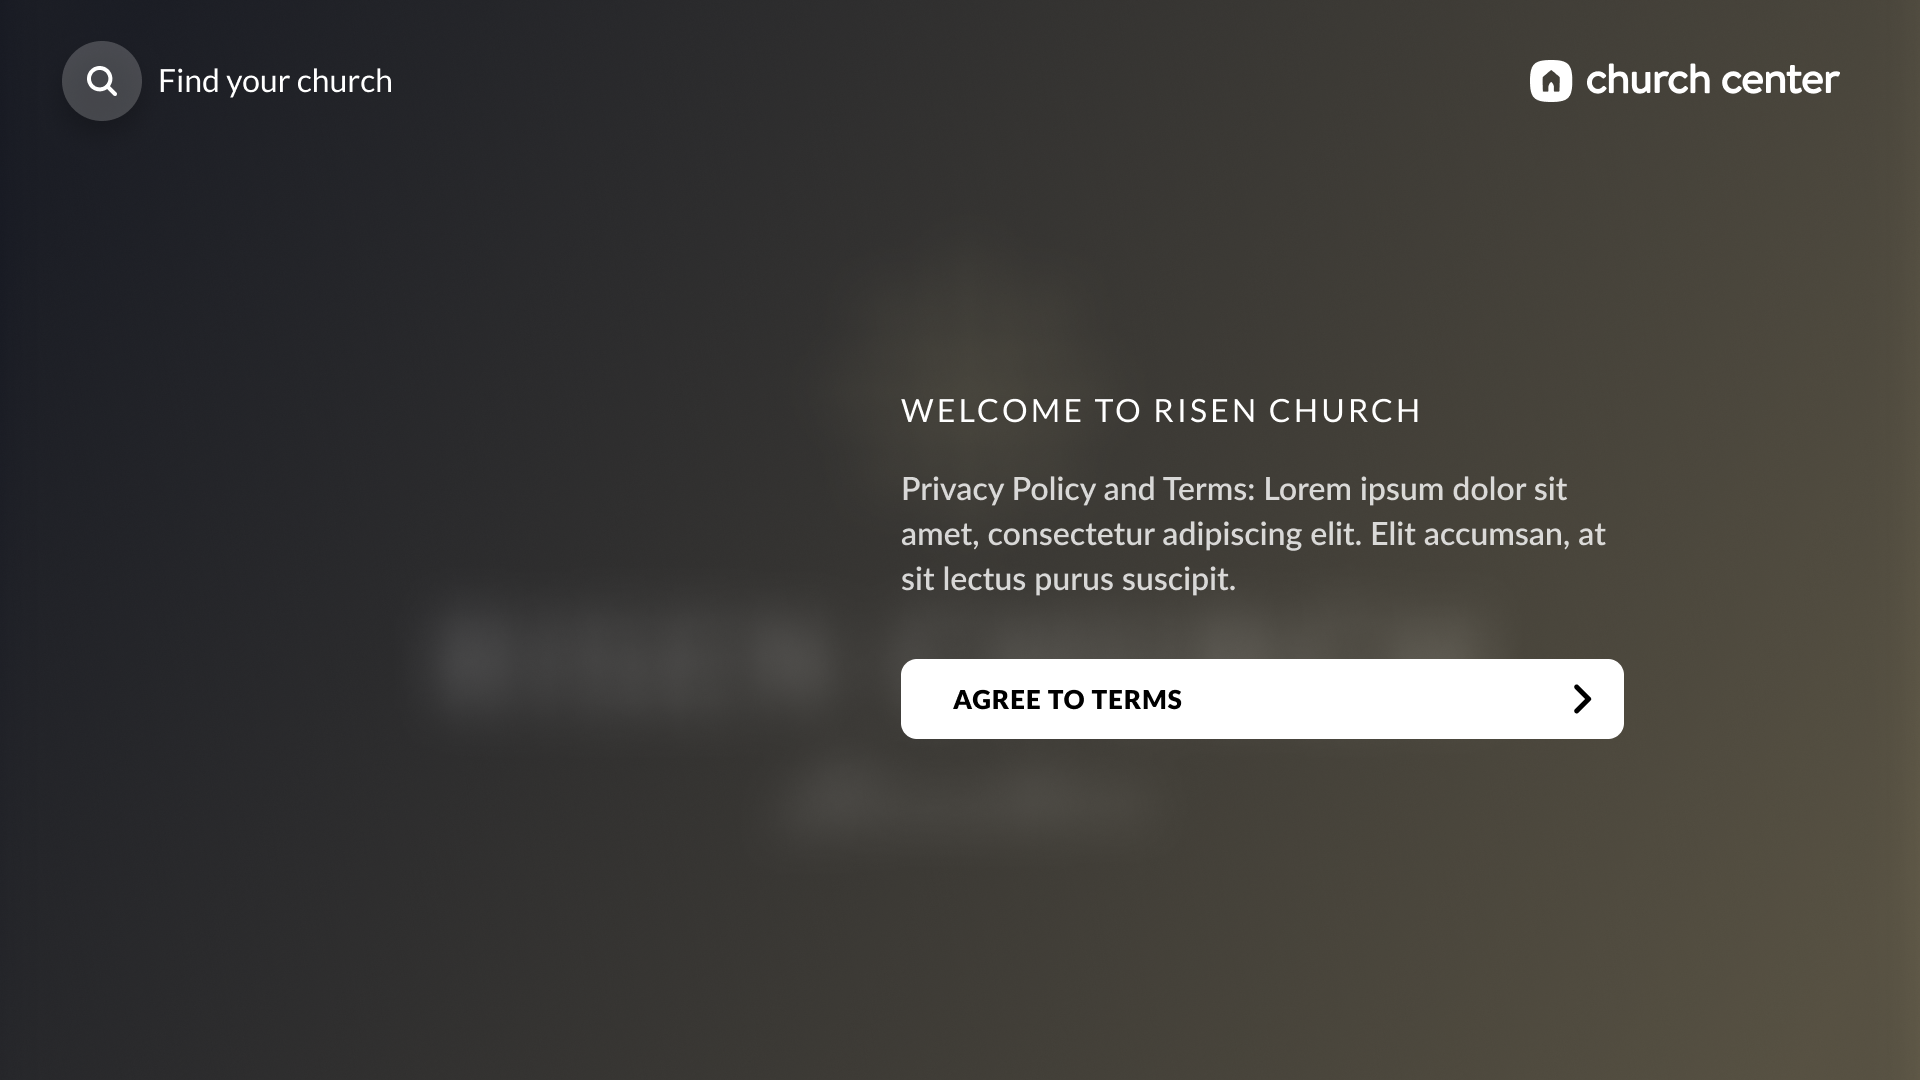 Find your church
church center
WELCOME TO RISEN CHURCH
Privacy Policy and Terms: Lorem ipsum dolor sit
amet, consectetur adipiscing elit. Elit accumsan, at
sit lectus purus suscipit.
AGREE TO TERMS